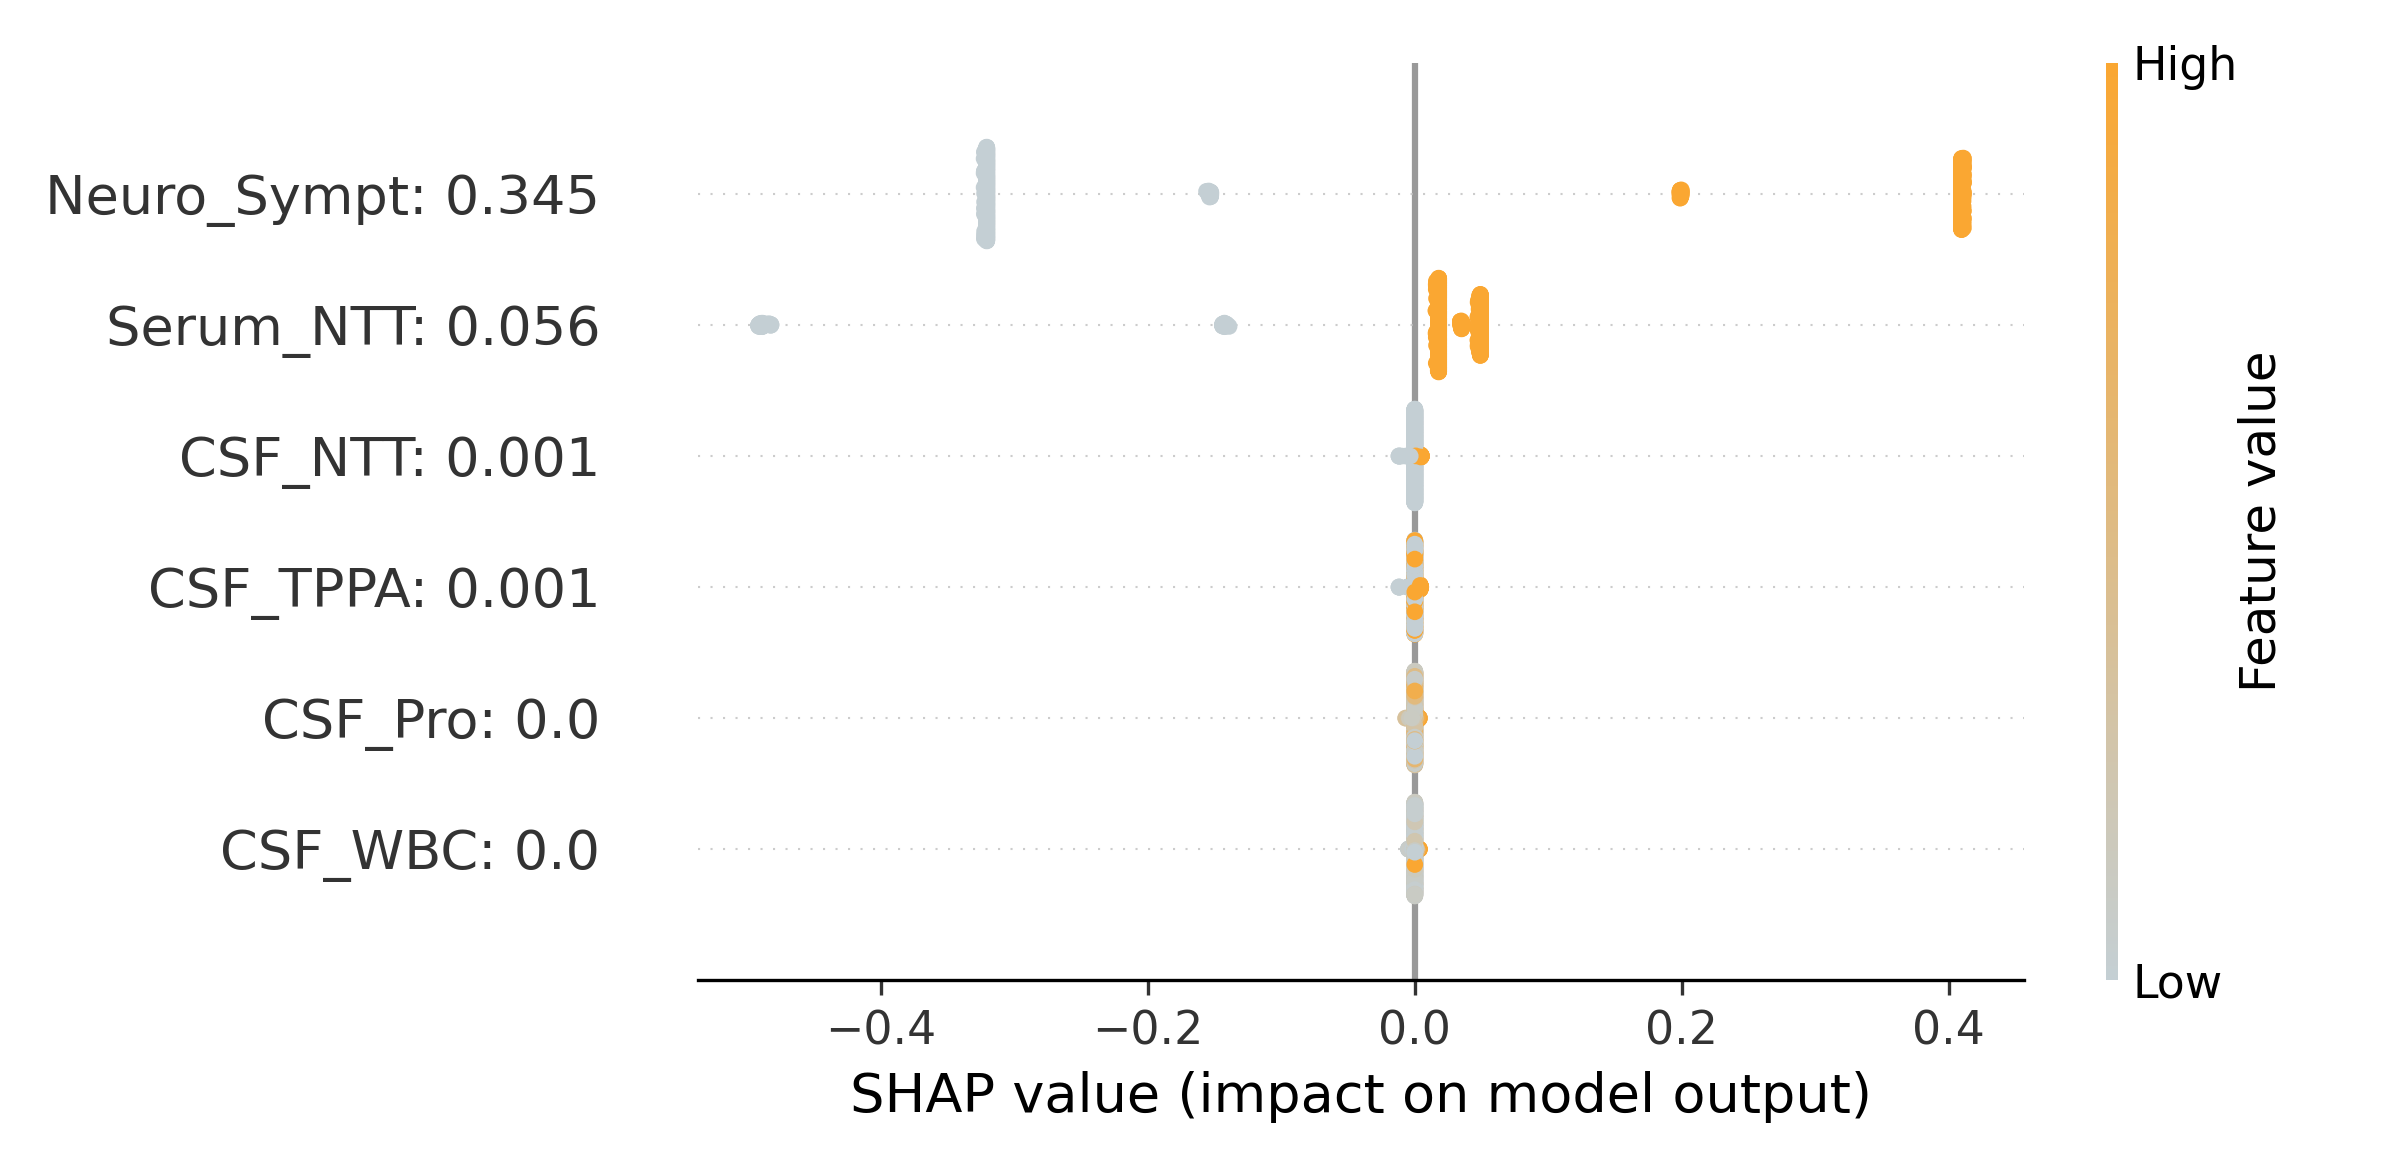 High
Neuro_Sympt: 0.345
Serum_NTT: 0.056
CSF_NTT: 0.001
CSF_TPPA: 0.001
CSF_Pro: 0.0
CSF_WBC: 0.0
Feature value
Low
−0.4 −0.2 0.0 0.2 0.4
SHAP value (impact on model output)